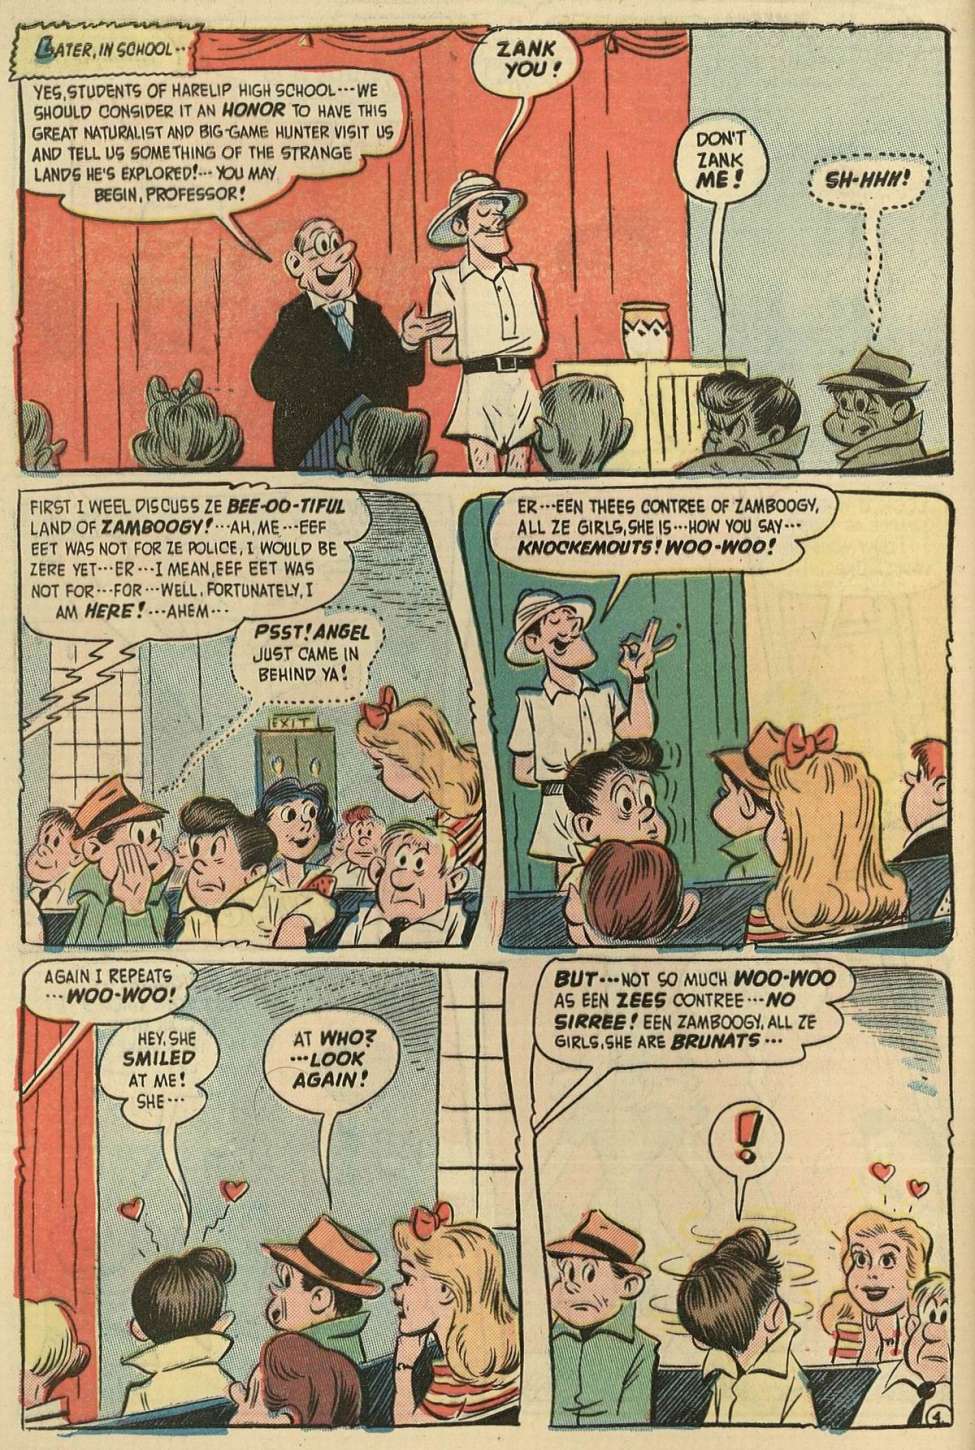 LATER, IN SCHOOL--
YES, STUDENTS OF HARELIP HIGH SCHOOL---WE
SHOULD CONSIDER IT AN HONOR TO HAVE THIS
GREAT NATURALIST AND BIG-GAME HUNTER VISIT US
AND TELL US SOMETHING OF THE STRANGE
LANDS HE'S EXPLORED!--- YOU MAY
BEGIN, PROFESSOR!
ZANK
YOU!
DON'T
ZANK
ME!
SH-HHH!
FIRST I WEEL DISCUSS ZE BEE-OO-TIFUL
LAND OF ZAMBOOGY!---AH, ME---EEF
EET WAS NOT FOR ZE POLICE, I WOULD BE
ZERE YET---ER---I MEAN, EEF EET WAS
NOT FOR---FOR---WELL, FORTUNATELY, I
AM HERE!---AHEM---
PSST! ANGEL
JUST CAME IN
BEHIND YA!
EXIT
ER---EEN THEES CONTREE OF ZAMBOOGY,
ALL ZE GIRLS, SHE IS---HOW YOU SAY---
KNOCKEMOUTS! WOO-WOO!
AGAIN I REPEATS
---WOO-WOO!
HEY, SHE
SMILED
AT ME!
SHE---
AT WHO?
---LOOK
AGAIN!
BUT---NOT SO MUCH WOO-WOO
AS EEN ZEES CONTREE---NO
SIRREE! EEN ZAMBOOGY, ALL ZE
GIRLS, SHE ARE BRUNATS---
!
4